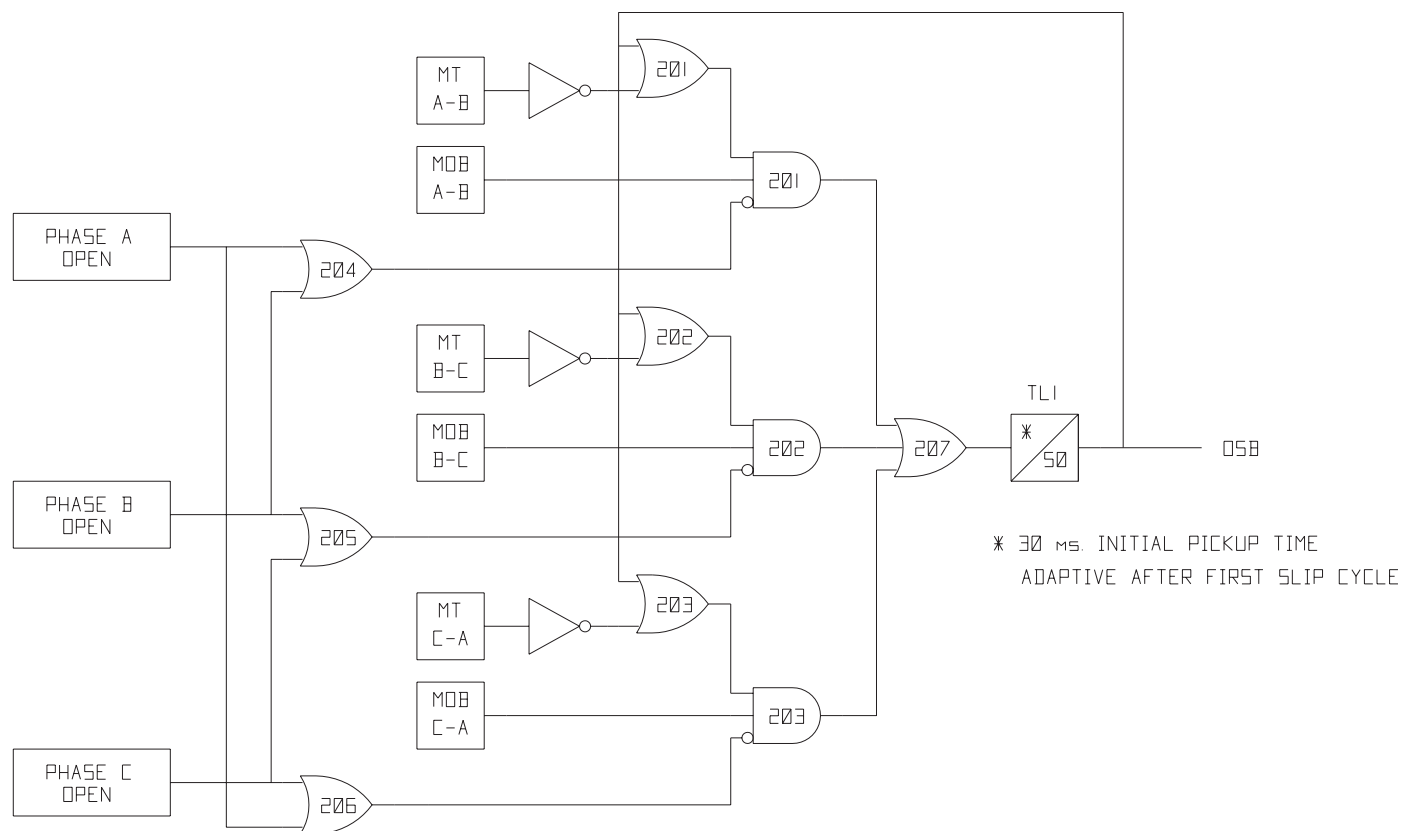 201
MT
A-B
MOB
A-B
201
PHASE A
OPEN
204
202
MT
B-C
MOB
B-C
202
207
TL1
*
50
OSB
PHASE B
OPEN
205
* 30 ms. INITIAL PICKUP TIME
ADAPTIVE AFTER FIRST SLIP CYCLE
203
MT
C-A
MOB
C-A
203
PHASE C
OPEN
206